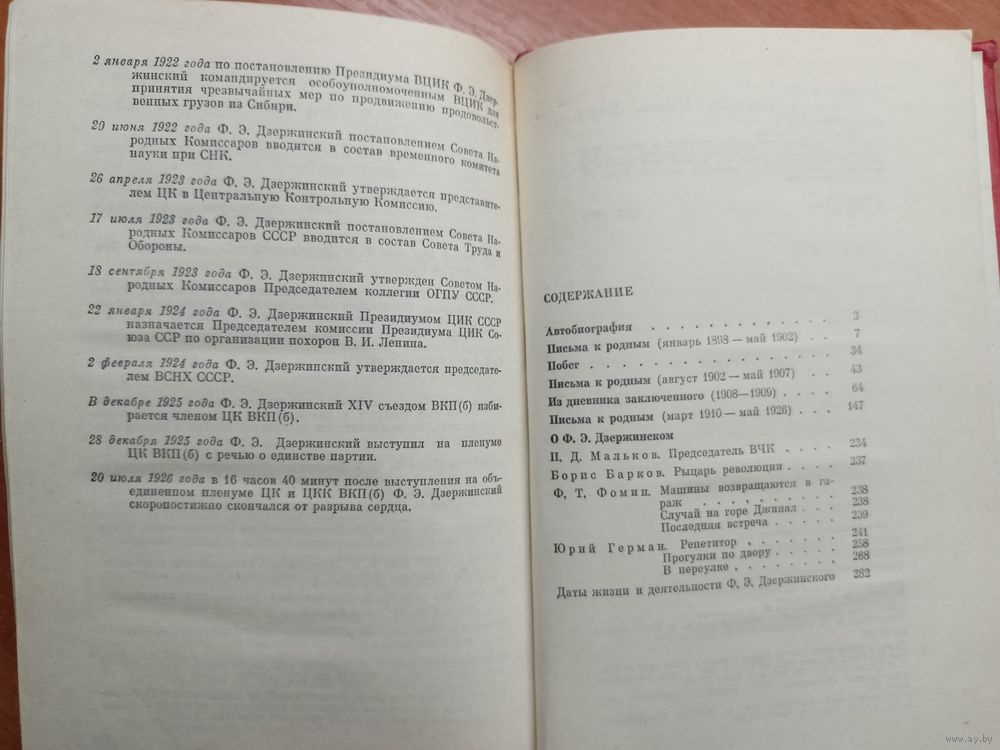 2 января 1922 года по постановлению Президиума ВЦИК Ф. Э. Дзер-
жинский командируется особоуполномоченным ВЦИК для
принятия чрезвычайных мер по продвижению продовольст-
венных грузов из Сибири.
20 июня 1922 года Ф. Э. Дзержинский постановлением Совета На-
родных Комиссаров вводится в состав временного комитета
науки при СНК.
26 апреля 1923 года Ф. Э. Дзержинский утверждается представите-
лем ЦК в Центральную Контрольную Комиссию.
17 июля 1923 года Ф. Э. Дзержинский постановлением Совета На-
родных Комиссаров СССР вводится в состав Совета Труда и
Обороны.
18 сентября 1923 года Ф. Э. Дзержинский утвержден Советом На-
родных Комиссаров Председателем коллегии ОГПУ СССР.
22 января 1924 года Ф. Э. Дзержинский Президиумом ЦИК СССР
назначается Председателем комиссии Президиума ЦИК Со-
юза ССР по организации похорон В. И. Ленина.
2 февраля 1924 года Ф. Э. Дзержинский утверждается председате-
лем ВСНХ СССР.
В декабре 1925 года Ф. Э. Дзержинский XIV съездом ВКП(б) изби-
рается членом ЦК ВКП(б).
28 декабря 1925 года Ф. Э. Дзержинский выступил на пленуме
ЦК ВКП(б) с речью о единстве партии.
20 июля 1926 года в 16 часов 40 минут после выступления на объ-
единенном пленуме ЦК и ЦКК ВКП(б) Ф. Э. Дзержинский
скоропостижно скончался от разрыва сердца.
СОДЕРЖАНИЕ
Автобиография . . . . . . . . . . . . 3
Письма к родным (январь 1898 — май 1902) . . . 7
Побег . . . . . . . . . . . . . . 34
Письма к родным (август 1902 — май 1907) . . . 43
Из дневника заключенного (1908—1909) . . . . 64
Письма к родным (март 1910 — май 1926) . . . 147
О Ф. Э. Дзержинском
П. Д. Мальков. Председатель ВЧК . . . . 234
Борис Барков. Рыцарь революции . . . . 237
Ф. Т. Фомин. Машины возвращаются в га-
раж . . . . . . . . . 238
Случай на горе Джинал . . . 238
Последняя встреча . . . . . 239
Юрий Герман. Репетитор . . . . . . . 241
Прогулки по двору . . . . . 258
В переулке . . . . . . . . 268
Даты жизни и деятельности Ф. Э. Дзержинского 282
www.ay.by